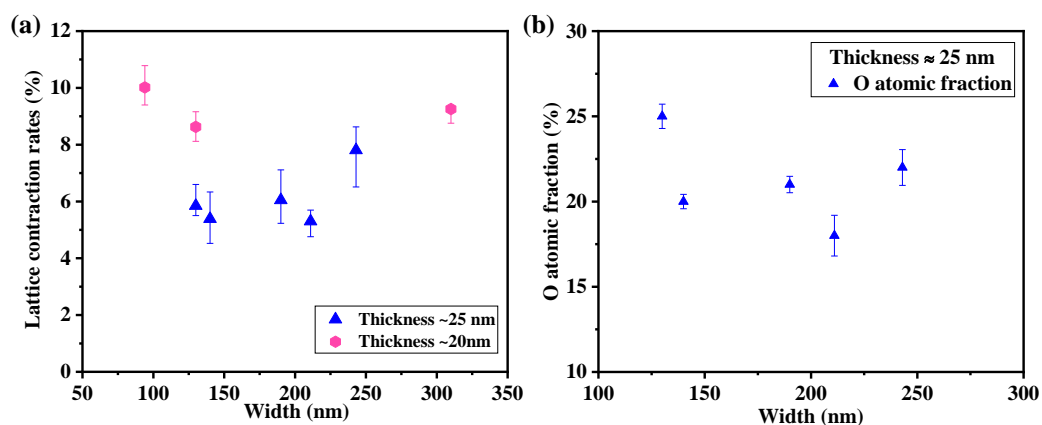 (a)
12
10
8
6
4
2
0
Lattice contraction rates (%)
Thickness ~25 nm
Thickness ~20nm
50
100
150
200
250
300
350
Width (nm)
(b)
30
25
20
15
10
O atomic fraction (%)
Thickness ≈ 25 nm
O atomic fraction
100
150
200
250
300
Width (nm)